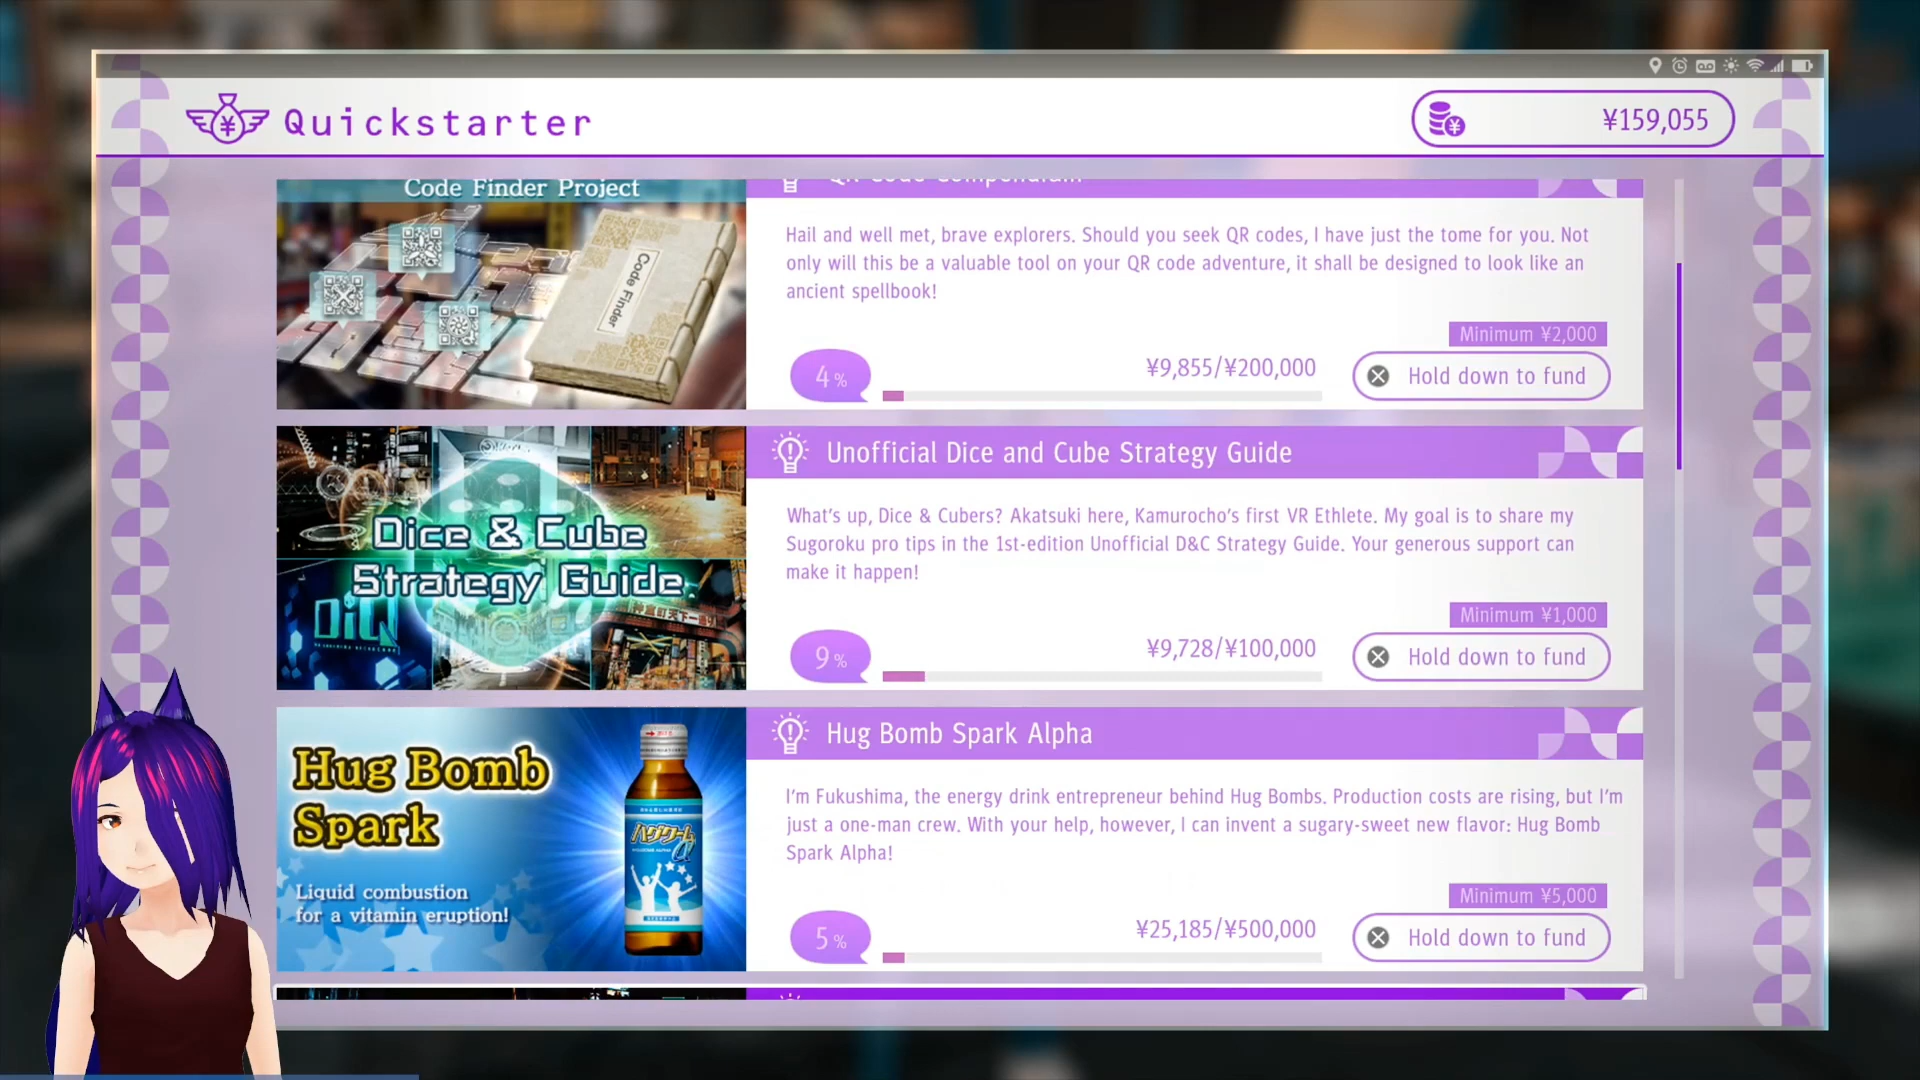 Quickstarter
¥159,055
Code Finder Project
QR Code Compendium
Code Finder
Hail and well met, brave explorers. Should you seek QR codes, I have just the tome for you. Not
only will this be a valuable tool on your QR code adventure, it shall be designed to look like an
ancient spellbook!
Minimum ¥2,000
4%
¥9,855/¥200,000
Hold down to fund
Dice & Cube
Strategy Guide
Unofficial Dice and Cube Strategy Guide
What's up, Dice & Cubers? Akatsuki here, Kamurocho's first VR Ethlete. My goal is to share my
Sugoroku pro tips in the 1st-edition Unofficial D&C Strategy Guide. Your generous support can
make it happen!
Minimum ¥1,000
9%
¥9,728/¥100,000
Hold down to fund
Hug Bomb
Spark
Liquid combustion
for a vitamin eruption!
Hug Bomb Spark Alpha
I'm Fukushima, the energy drink entrepreneur behind Hug Bombs. Production costs are rising, but I'm
just a one-man crew. With your help, however, I can invent a sugary-sweet new flavor: Hug Bomb
Spark Alpha!
Minimum ¥5,000
5%
¥25,185/¥500,000
Hold down to fund